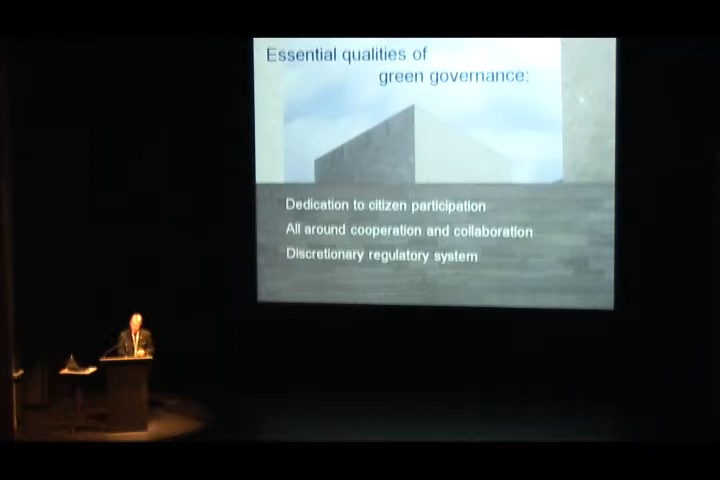 Essential qualities of
green governance:
Dedication to citizen participation
All around cooperation and collaboration
Discretionary regulatory system